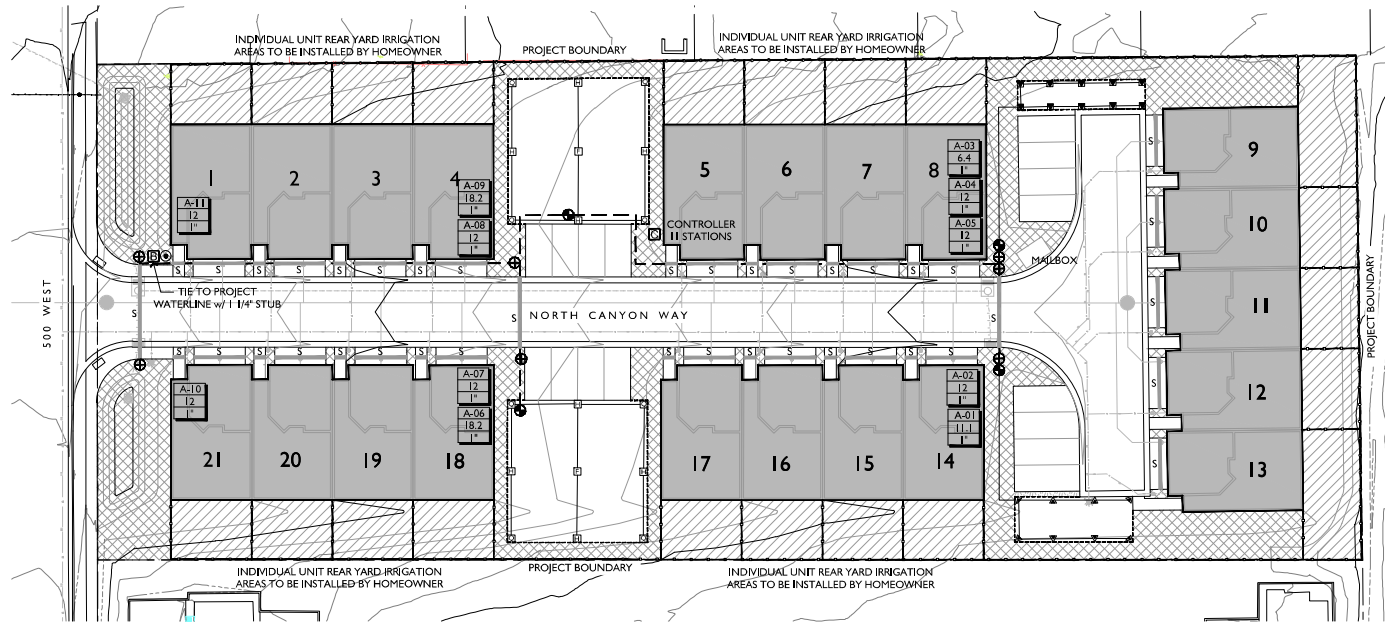 INDIVIDUAL UNIT REAR YARD IRRIGATION
AREAS TO BE INSTALLED BY HOMEOWNER
PROJECT BOUNDARY
INDIVIDUAL UNIT REAR YARD IRRIGATION
AREAS TO BE INSTALLED BY HOMEOWNER
1
2
3
4
5
6
7
8
9
10
11
12
13
A-11
12
1"
A-09
18.2
1"
A-08
12
1"
A-03
6.4
1"
A-04
12
1"
A-05
12
1"
CONTROLLER
11 STATIONS
MAILBOX
TIE TO PROJECT
WATERLINE w/ 1 1/4" STUB
500 WEST
NORTH CANYON WAY
PROJECT BOUNDARY
A-10
12
1"
A-07
12
1"
A-06
18.2
1"
A-02
12
1"
A-01
11.1
1"
21
20
19
18
17
16
15
14
PROJECT BOUNDARY
INDIVIDUAL UNIT REAR YARD IRRIGATION
AREAS TO BE INSTALLED BY HOMEOWNER
INDIVIDUAL UNIT REAR YARD IRRIGATION
AREAS TO BE INSTALLED BY HOMEOWNER